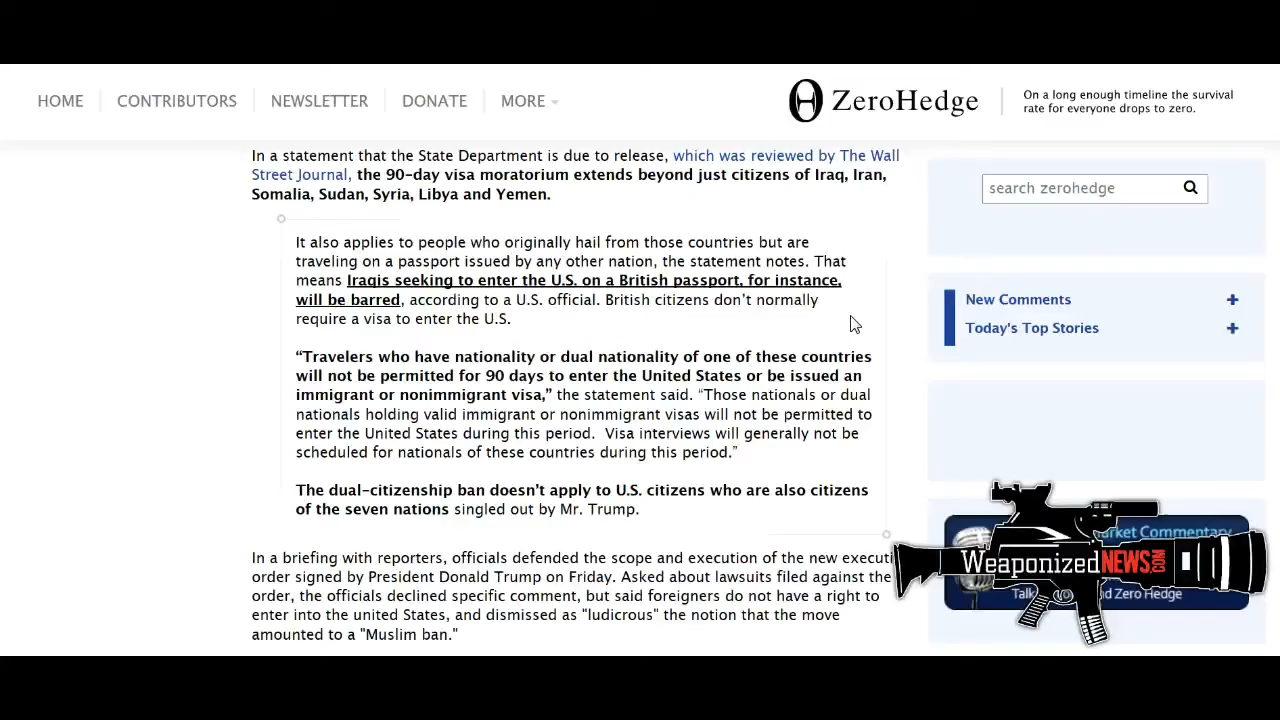 HOME
CONTRIBUTORS
NEWSLETTER
DONATE
MORE
ZeroHedge
On a long enough timeline the survival
rate for everyone drops to zero.
In a statement that the State Department is due to release, which was reviewed by The Wall
Street Journal, the 90-day visa moratorium extends beyond just citizens of Iraq, Iran,
Somalia, Sudan, Syria, Libya and Yemen.
search zerohedge
It also applies to people who originally hail from those countries but are
traveling on a passport issued by any other nation, the statement notes. That
means Iraqis seeking to enter the U.S. on a British passport, for instance,
will be barred, according to a U.S. official. British citizens don't normally
require a visa to enter the U.S.
New Comments
Today's Top Stories
“Travelers who have nationality or dual nationality of one of these countries
will not be permitted for 90 days to enter the United States or be issued an
immigrant or nonimmigrant visa,” the statement said. “Those nationals or dual
nationals holding valid immigrant or nonimmigrant visas will not be permitted to
enter the United States during this period.  Visa interviews will generally not be
scheduled for nationals of these countries during this period.”
The dual-citizenship ban doesn't apply to U.S. citizens who are also citizens
of the seven nations singled out by Mr. Trump.
In a briefing with reporters, officials defended the scope and execution of the new execut
order signed by President Donald Trump on Friday. Asked about lawsuits filed against the
order, the officials declined specific comment, but said foreigners do not have a right to
enter into the united States, and dismissed as "ludicrous" the notion that the move
amounted to a "Muslim ban."
Commentary
WeaponizedNEWS.COM
Zero Hedge